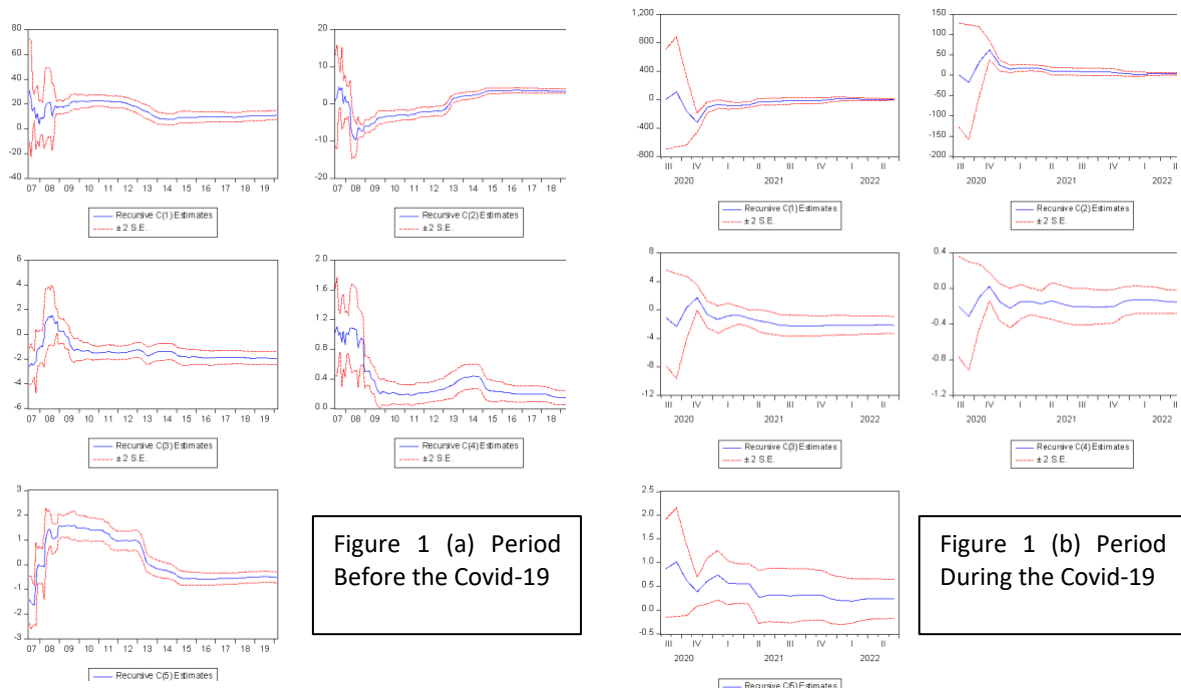 80
60
40
20
0
-20
-40
07 08 09 10 11 12 13 14 15 16 17 18 19
Recursive C(1) Estimates
± 2 S.E.
20
10
0
-10
-20
07 08 09 10 11 12 13 14 15 16 17 18 19
Recursive C(2) Estimates
± 2 S.E.
1,200
800
400
0
-400
-800
III IV I II III IV I II
2020 2021 2022
Recursive C(1) Estimates
± 2 S.E.
150
100
50
0
-50
-100
-150
-200
III IV I II III IV I II
2020 2021 2022
Recursive C(2) Estimates
± 2 S.E.
6
4
2
0
-2
-4
-6
07 08 09 10 11 12 13 14 15 16 17 18 19
Recursive C(3) Estimates
± 2 S.E.
2.0
1.6
1.2
0.8
0.4
0.0
07 08 09 10 11 12 13 14 15 16 17 18 19
Recursive C(4) Estimates
± 2 S.E.
8
4
0
-4
-8
-12
III IV I II III IV I II
2020 2021 2022
Recursive C(3) Estimates
± 2 S.E.
0.4
0.0
-0.4
-0.8
-1.2
III IV I II III IV I II
2020 2021 2022
Recursive C(4) Estimates
± 2 S.E.
3
2
1
0
-1
-2
-3
07 08 09 10 11 12 13 14 15 16 17 18 19
Recursive C(5) Estimates
Figure 1 (a) Period
Before the Covid-19
2.5
2.0
1.5
1.0
0.5
0.0
-0.5
III IV I II III IV I II
2020 2021 2022
Recursive C(5) Estimates
Figure 1 (b) Period
During the Covid-19